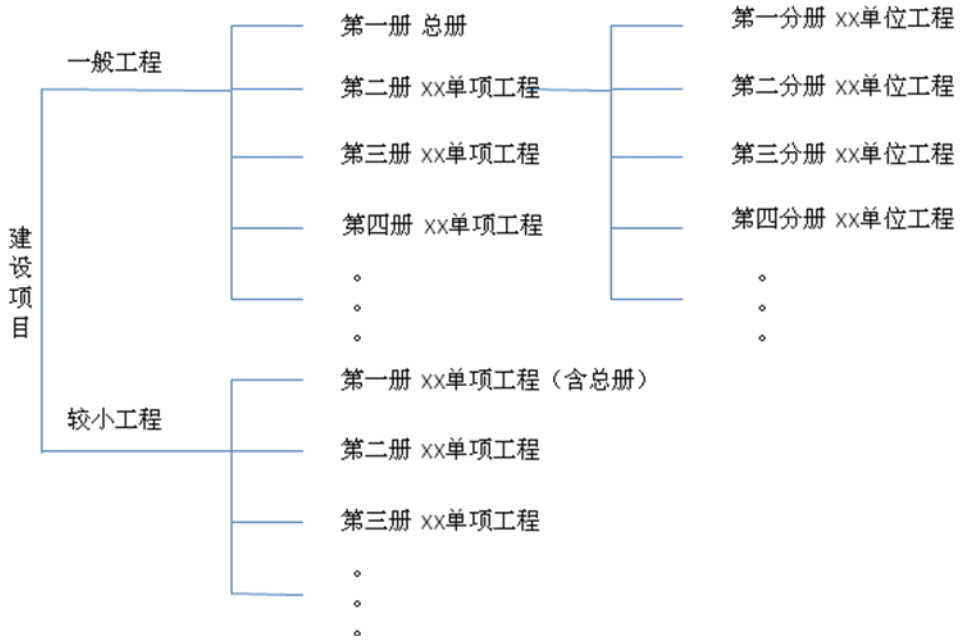 建设项目
一般工程
第一册 总册
第二册 xx单项工程
第三册 xx单项工程
第四册 xx单项工程
。
。
。
第一分册 xx单位工程
第二分册 xx单位工程
第三分册 xx单位工程
第四分册 xx单位工程
。
。
。
较小工程
第一册 xx单项工程（含总册）
第二册 xx单项工程
第三册 xx单项工程
。
。
。